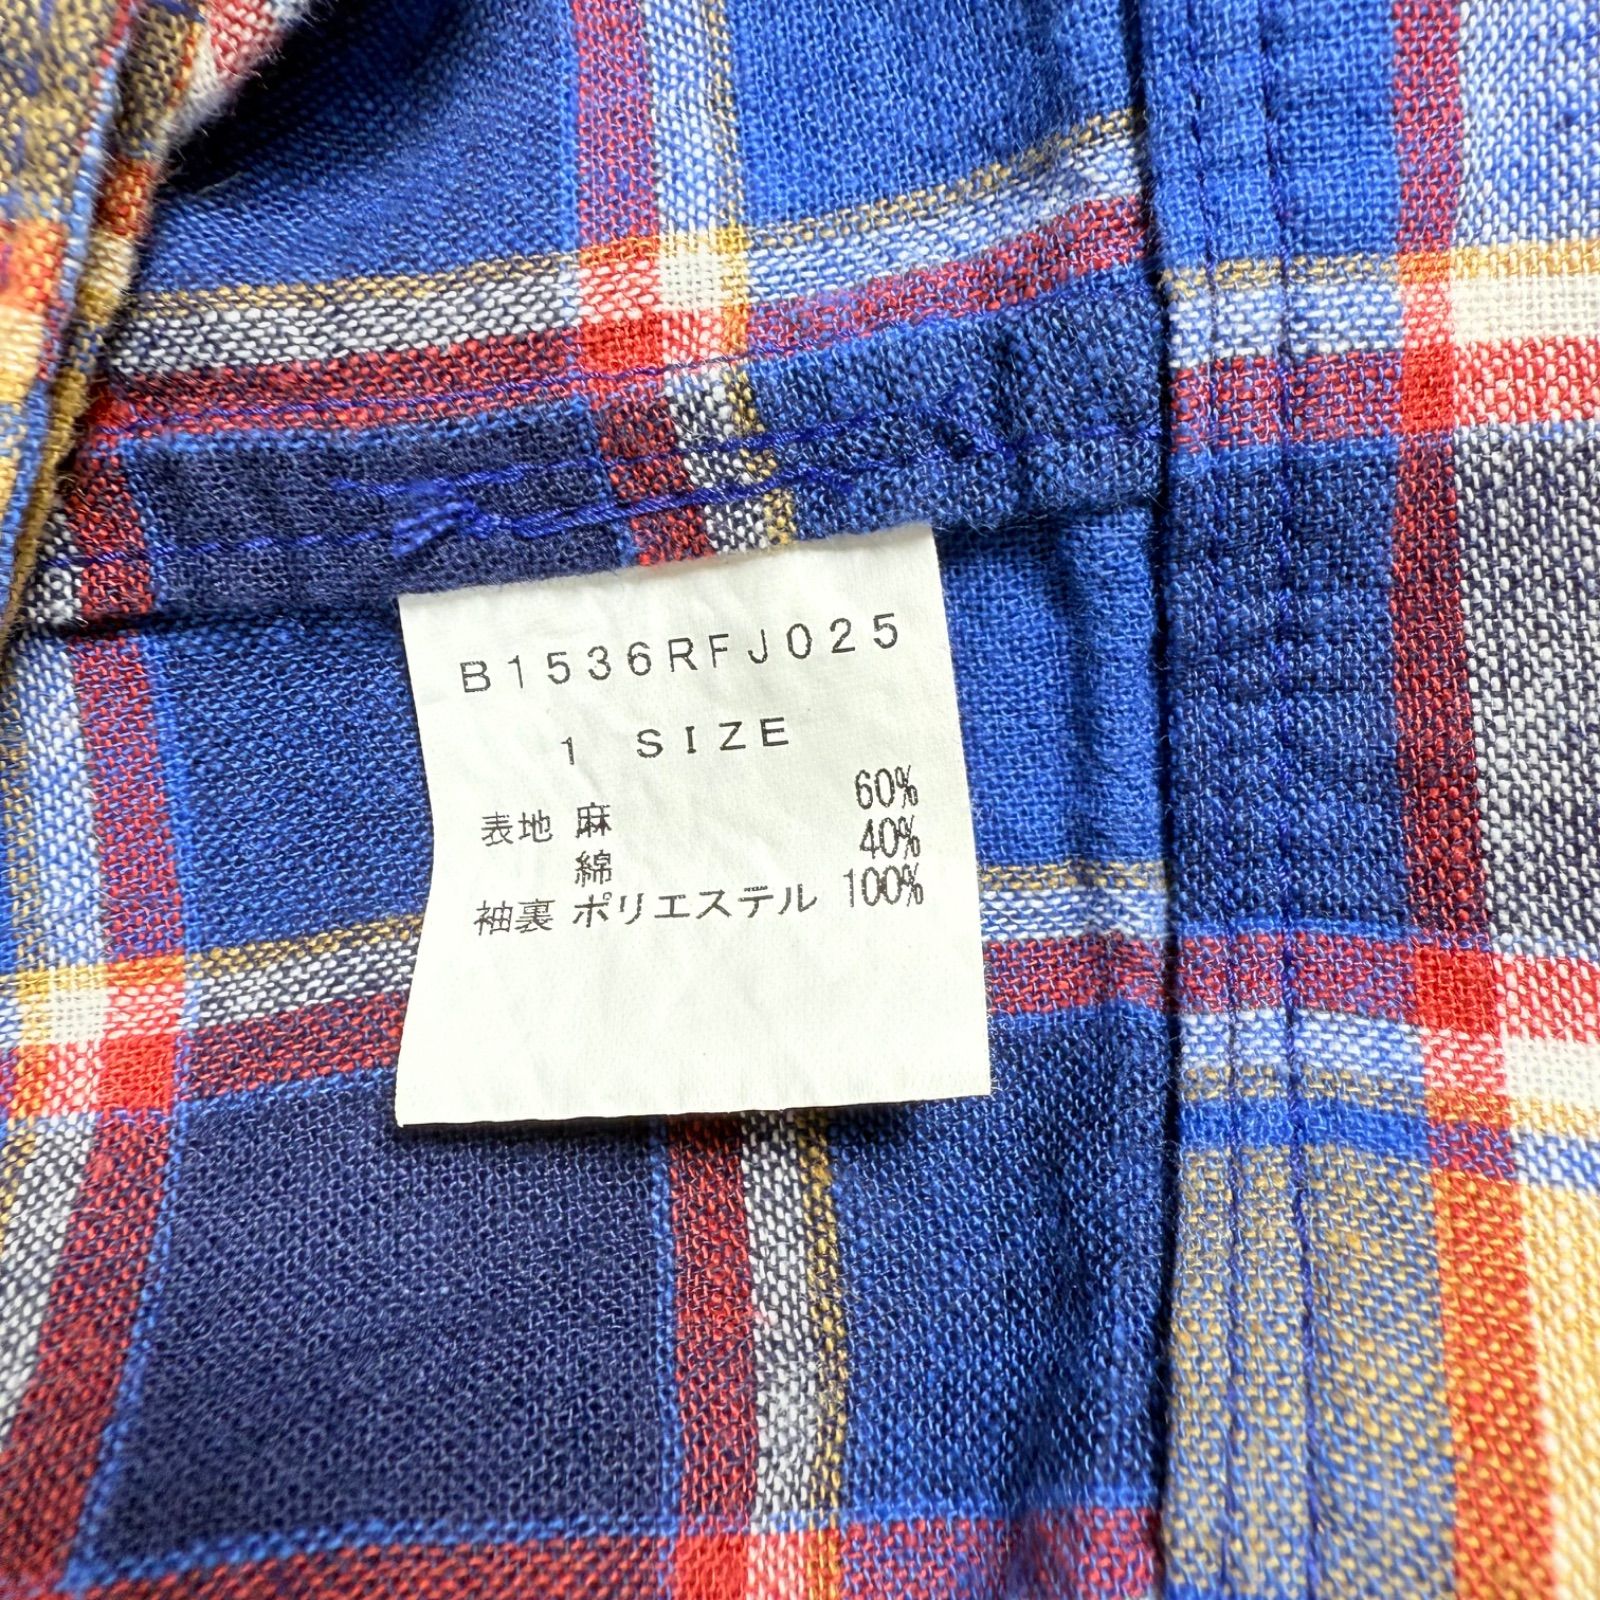 B1536RFJ025
1 SIZE
表地 麻 60%
綿 40%
袖裏 ポリエステル 100%